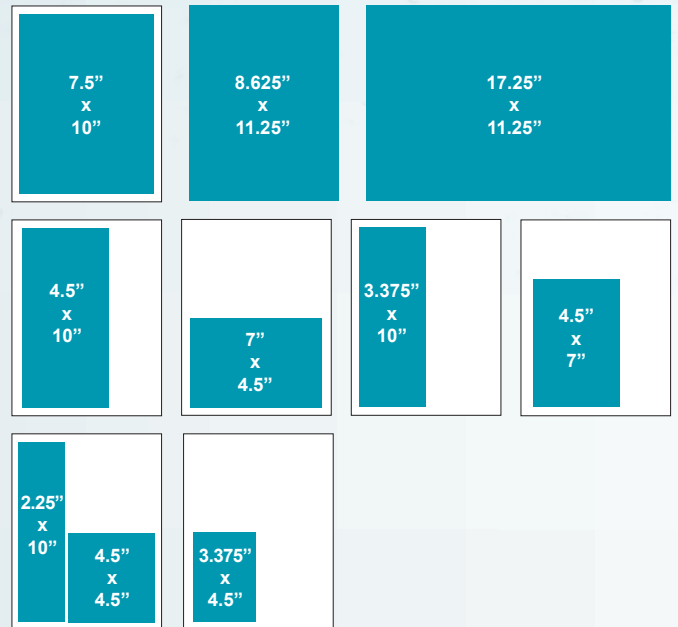 7.5”
x
10”
8.625”
x
11.25”
17.25”
x
11.25”
4.5”
x
10”
7”
x
4.5”
3.375”
x
10”
4.5”
x
7”
2.25”
x
10”
4.5”
x
4.5”
3.375”
x
4.5”